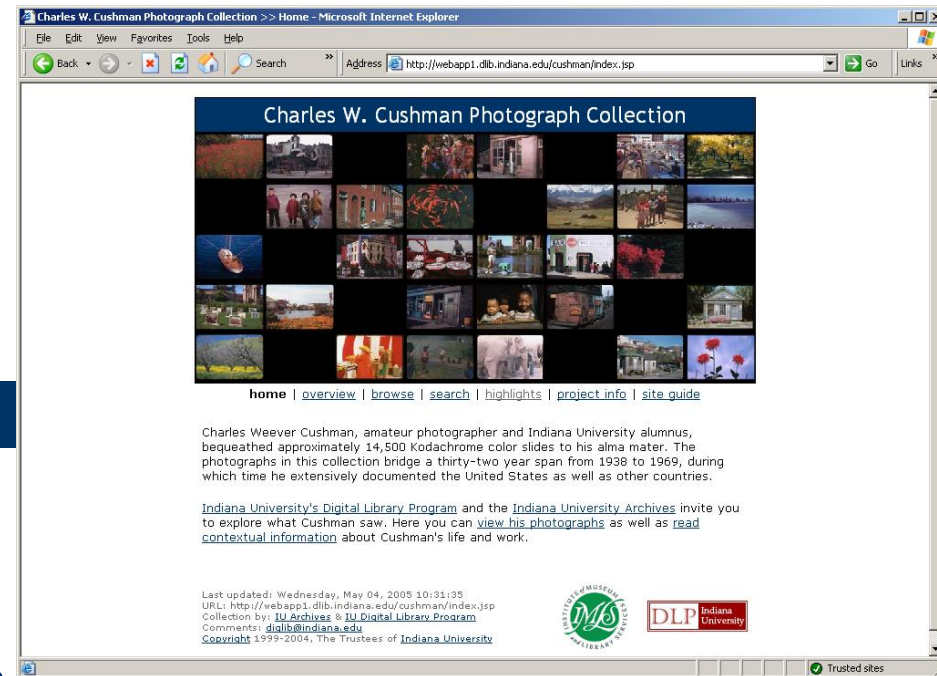 Charles W. Cushman Photograph Collection >> Home - Microsoft Internet Explorer
File Edit View Favorites Tools Help
Back Search » Address http://webapp1.dlib.indiana.edu/cushman/index.jsp Go Links »
Charles W. Cushman Photograph Collection
home | overview | browse | search | highlights | project info | site guide
Charles Weever Cushman, amateur photographer and Indiana University alumnus,
bequeathed approximately 14,500 Kodachrome color slides to his alma mater. The
photographs in this collection bridge a thirty-two year span from 1938 to 1969, during
which time he extensively documented the United States as well as other countries.
Indiana University's Digital Library Program and the Indiana University Archives invite you
to explore what Cushman saw. Here you can view his photographs as well as read
contextual information about Cushman's life and work.
Last updated: Wednesday, May 04, 2005 10:31:35
URL: http://webapp1.dlib.indiana.edu/cushman/index.jsp
Collection by: IU Archives & IU Digital Library Program
Comments: diglib@indiana.edu
Copyright 1999-2004, The Trustees of Indiana University
INSTITUTE of MUSEUM and LIBRARY SERVICES
IMLS
DLP Indiana
University
Trusted sites